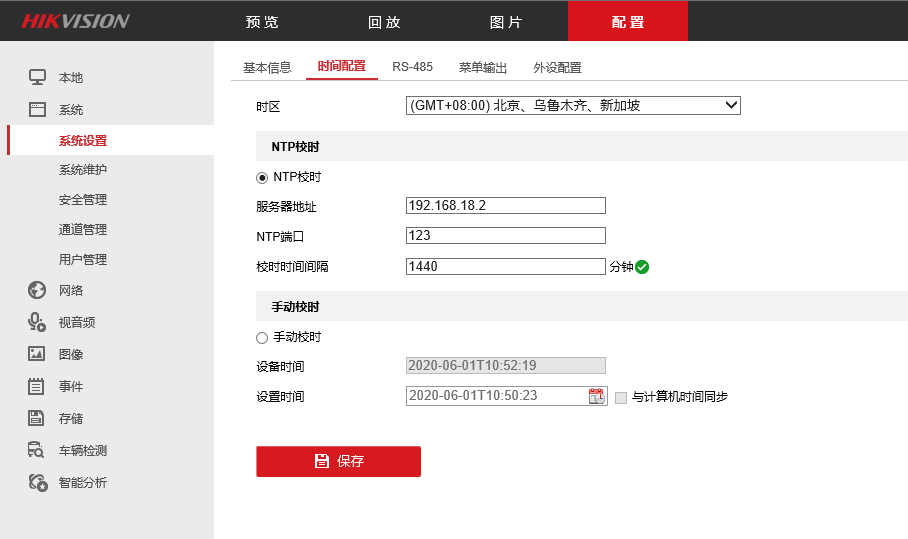 HIKVISION
预览 回放 图片 配置
本地
系统
系统设置
系统维护
安全管理
通道管理
用户管理
网络
视音频
图像
事件
存储
车辆检测
智能分析
基本信息 时间配置 RS-485 菜单输出 外设配置
时区 (GMT+08:00) 北京、乌鲁木齐、新加坡
NTP校时
NTP校时
服务器地址 192.168.18.2
NTP端口 123
校时时间间隔 1440 分钟
手动校时
手动校时
设备时间 2020-06-01T10:52:19
设置时间 2020-06-01T10:50:23 与计算机时间同步
保存